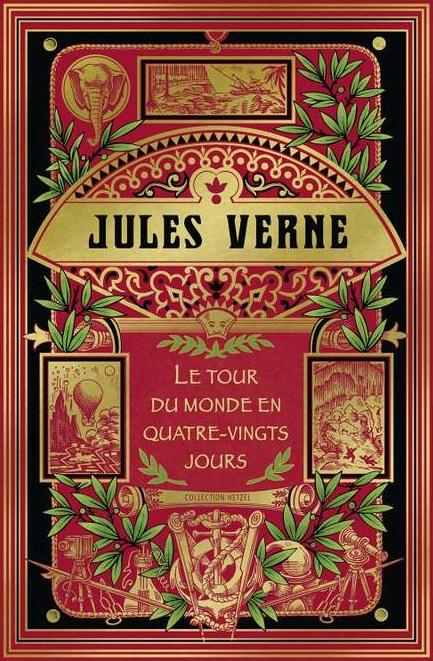 JULES VERNE
LE TOUR
DU MONDE EN
QUATRE-VINGTS
JOURS
COLLECTION HETZEL